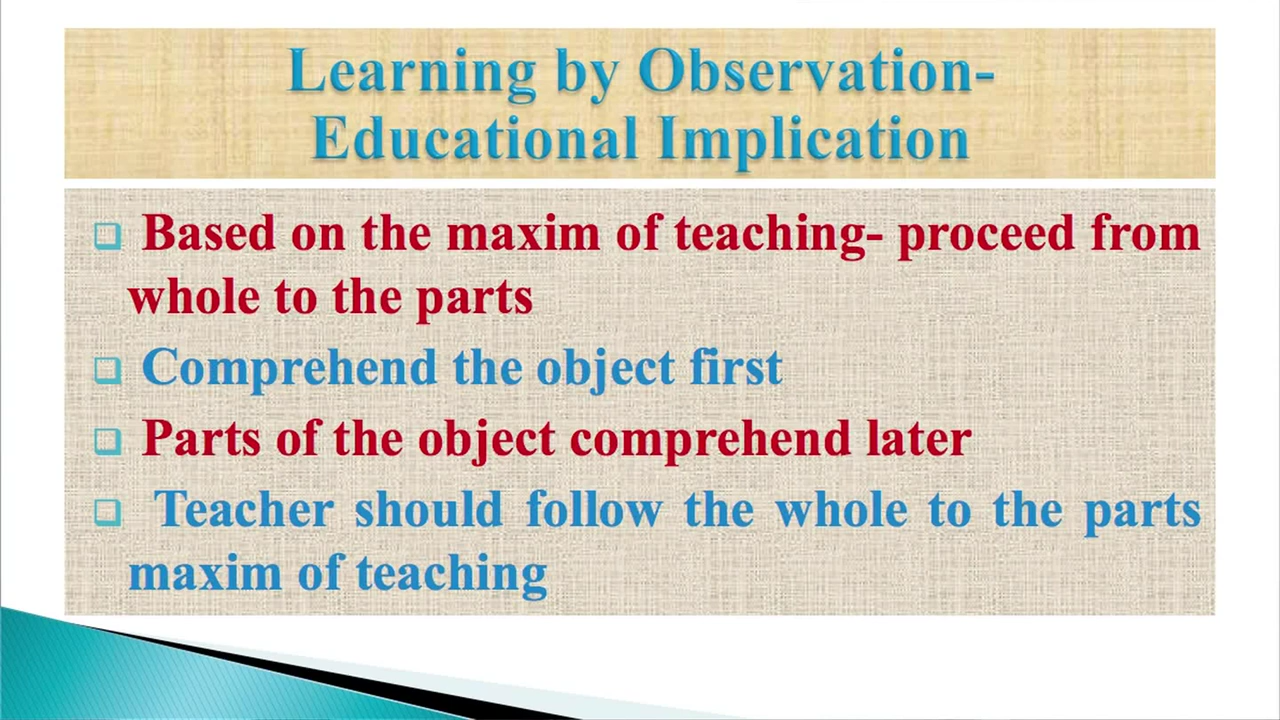 Learning by Observation-
Educational Implication
Based on the maxim of teaching- proceed from
whole to the parts
Comprehend the object first
Parts of the object comprehend later
Teacher should follow the whole to the parts
maxim of teaching